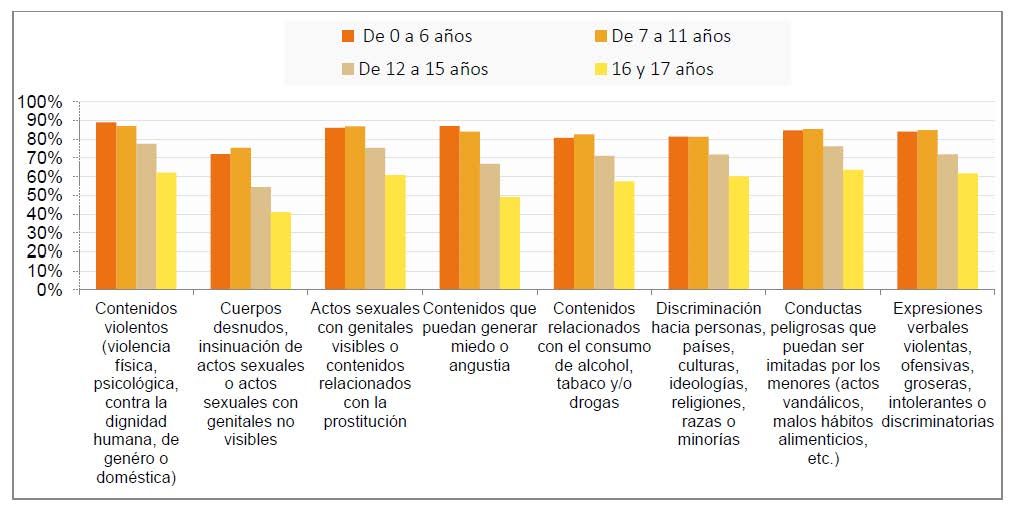 De 0 a 6 años
De 7 a 11 años
De 12 a 15 años
16 y 17 años
100%
90%
80%
70%
60%
50%
40%
30%
20%
10%
0%
Contenidos
violentos
(violencia
física,
psicológica,
contra la
dignidad
humana, de
genéro o
doméstica)
Cuerpos
desnudos,
insinuación de
actos sexuales
o actos
sexuales con
genitales no
visibles
Actos sexuales
con genitales
visibles o
contenidos
relacionados
con la
prostitución
Contenidos que
puedan generar
miedo o
angustia
Contenidos
relacionados
con el consumo
de alcohol,
tabaco y/o
drogas
Discriminación
hacia personas,
países,
culturas,
ideologías,
religiones,
razas o
minorías
Conductas
peligrosas que
puedan ser
imitadas por los
menores (actos
vandálicos,
malos hábitos
alimenticios,
etc.)
Expresiones
verbales
violentas,
ofensivas,
groseras,
intolerantes o
discriminatorias